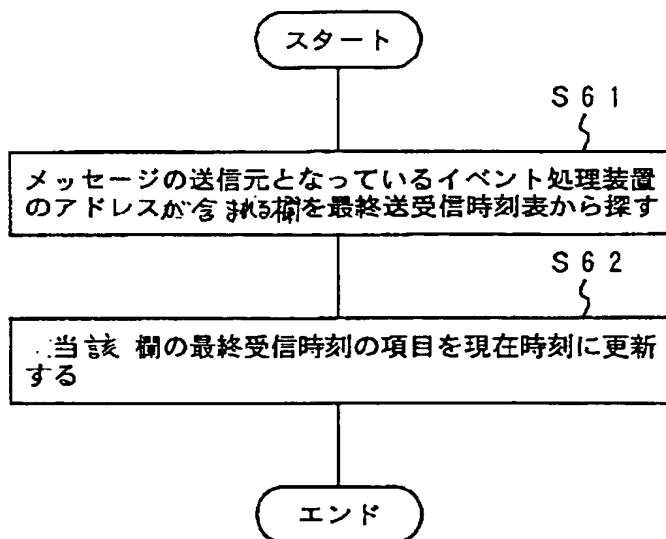 スタート
S61
メッセージの送信元となっているイベント処理装置
のアドレスが含まれる欄を最終送受信時刻表から探す
S62
当該 欄の最終受信時刻の項目を現在時刻に更新
する
エンド